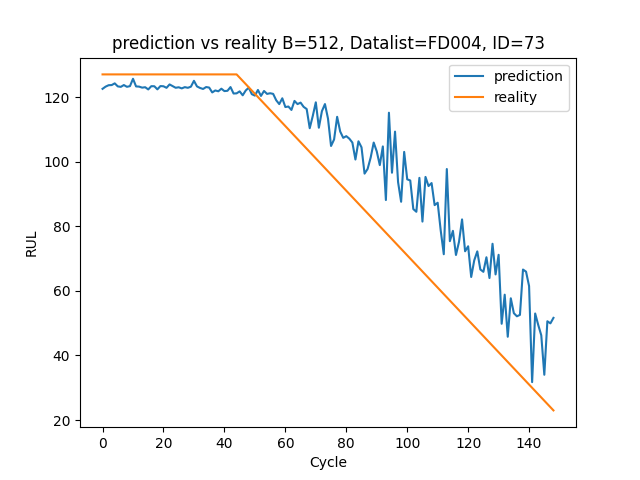 prediction vs reality B=512, Datalist=FD004, ID=73
prediction
reality
120
100
80
60
40
20
RUL
0 20 40 60 80 100 120 140
Cycle